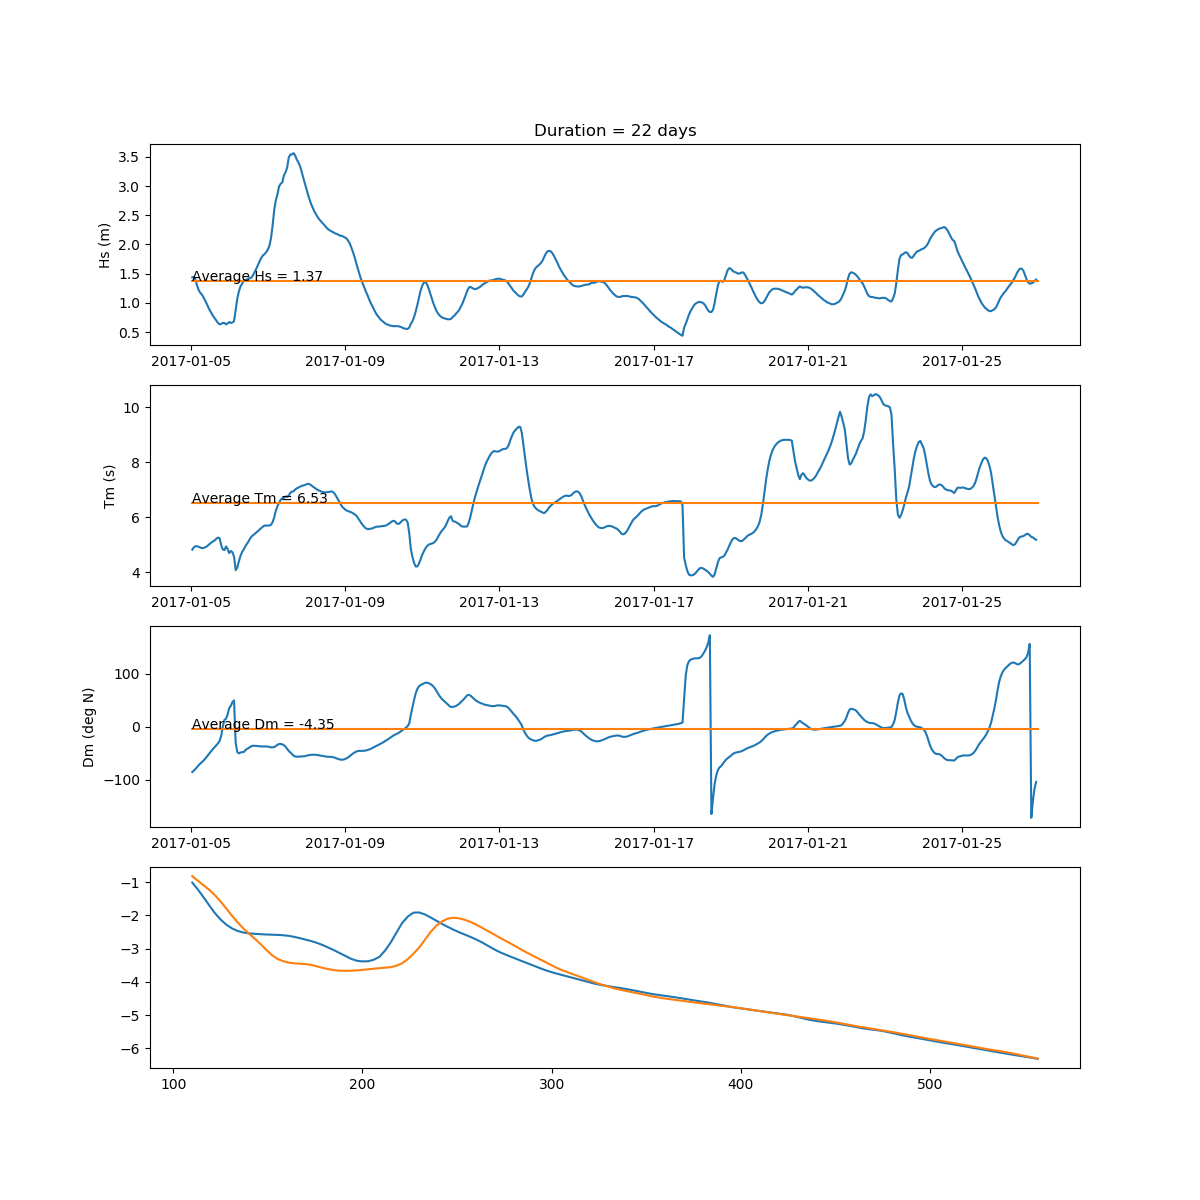 Duration = 22 days
Hs (m)
3.5
3.0
2.5
2.0
1.5
1.0
0.5
Average Hs = 1.37
2017-01-05 2017-01-09 2017-01-13 2017-01-17 2017-01-21 2017-01-25
Tm (s)
10
8
6
4
Average Tm = 6.53
2017-01-05 2017-01-09 2017-01-13 2017-01-17 2017-01-21 2017-01-25
Dm (deg N)
100
0
−100
Average Dm = -4.35
2017-01-05 2017-01-09 2017-01-13 2017-01-17 2017-01-21 2017-01-25
−1
−2
−3
−4
−5
−6
100 200 300 400 500